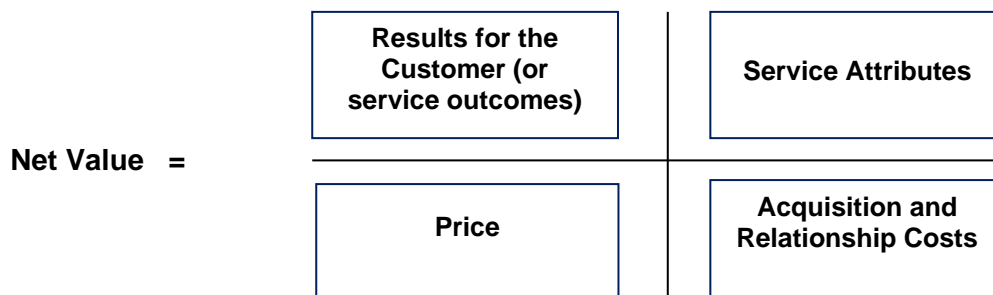 Results for the
Customer (or
service outcomes)
Service Attributes
Net Value =
Price
Acquisition and
Relationship Costs